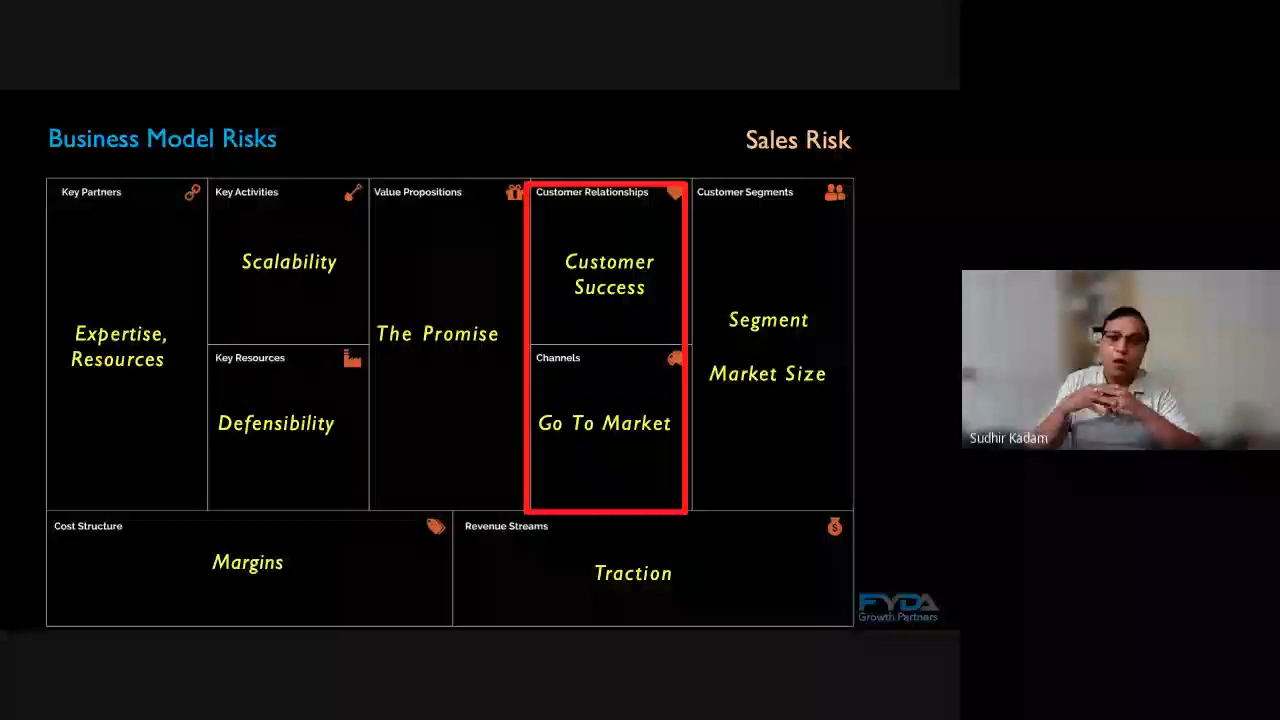 Business Model Risks
Sales Risk
Key Partners
Key Activities
Value Propositions
Customer Relationships
Customer Segments
Scalability
Customer
Success
Expertise,
Resources
The Promise
Segment
Market Size
Key Resources
Channels
Defensibility
Go To Market
Cost Structure
Revenue Streams
$
Margins
Traction
FYDA
Growth Partners
Sudhir Kadam